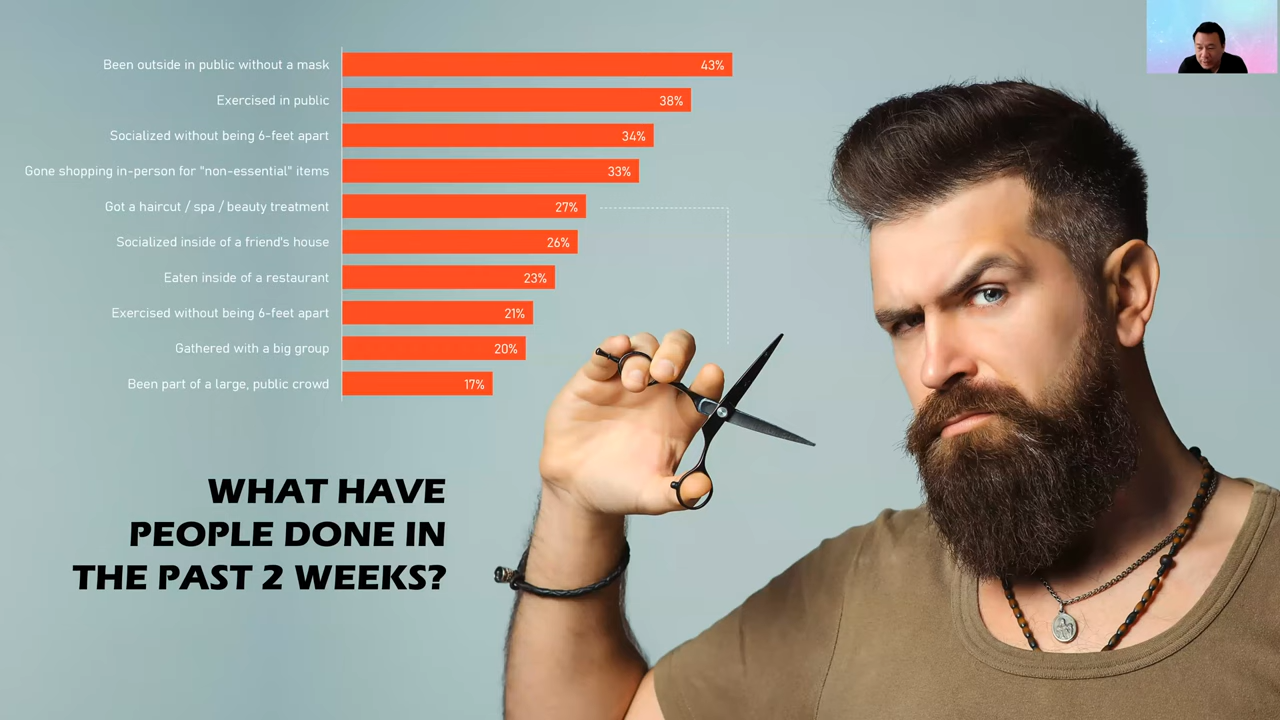 Been outside in public without a mask 43%
Exercised in public 38%
Socialized without being 6-feet apart 34%
Gone shopping in-person for "non-essential" items 33%
Got a haircut / spa / beauty treatment 27%
Socialized inside of a friend's house 26%
Eaten inside of a restaurant 23%
Exercised without being 6-feet apart 21%
Gathered with a big group 20%
Been part of a large, public crowd 17%
WHAT HAVE
PEOPLE DONE IN
THE PAST 2 WEEKS?